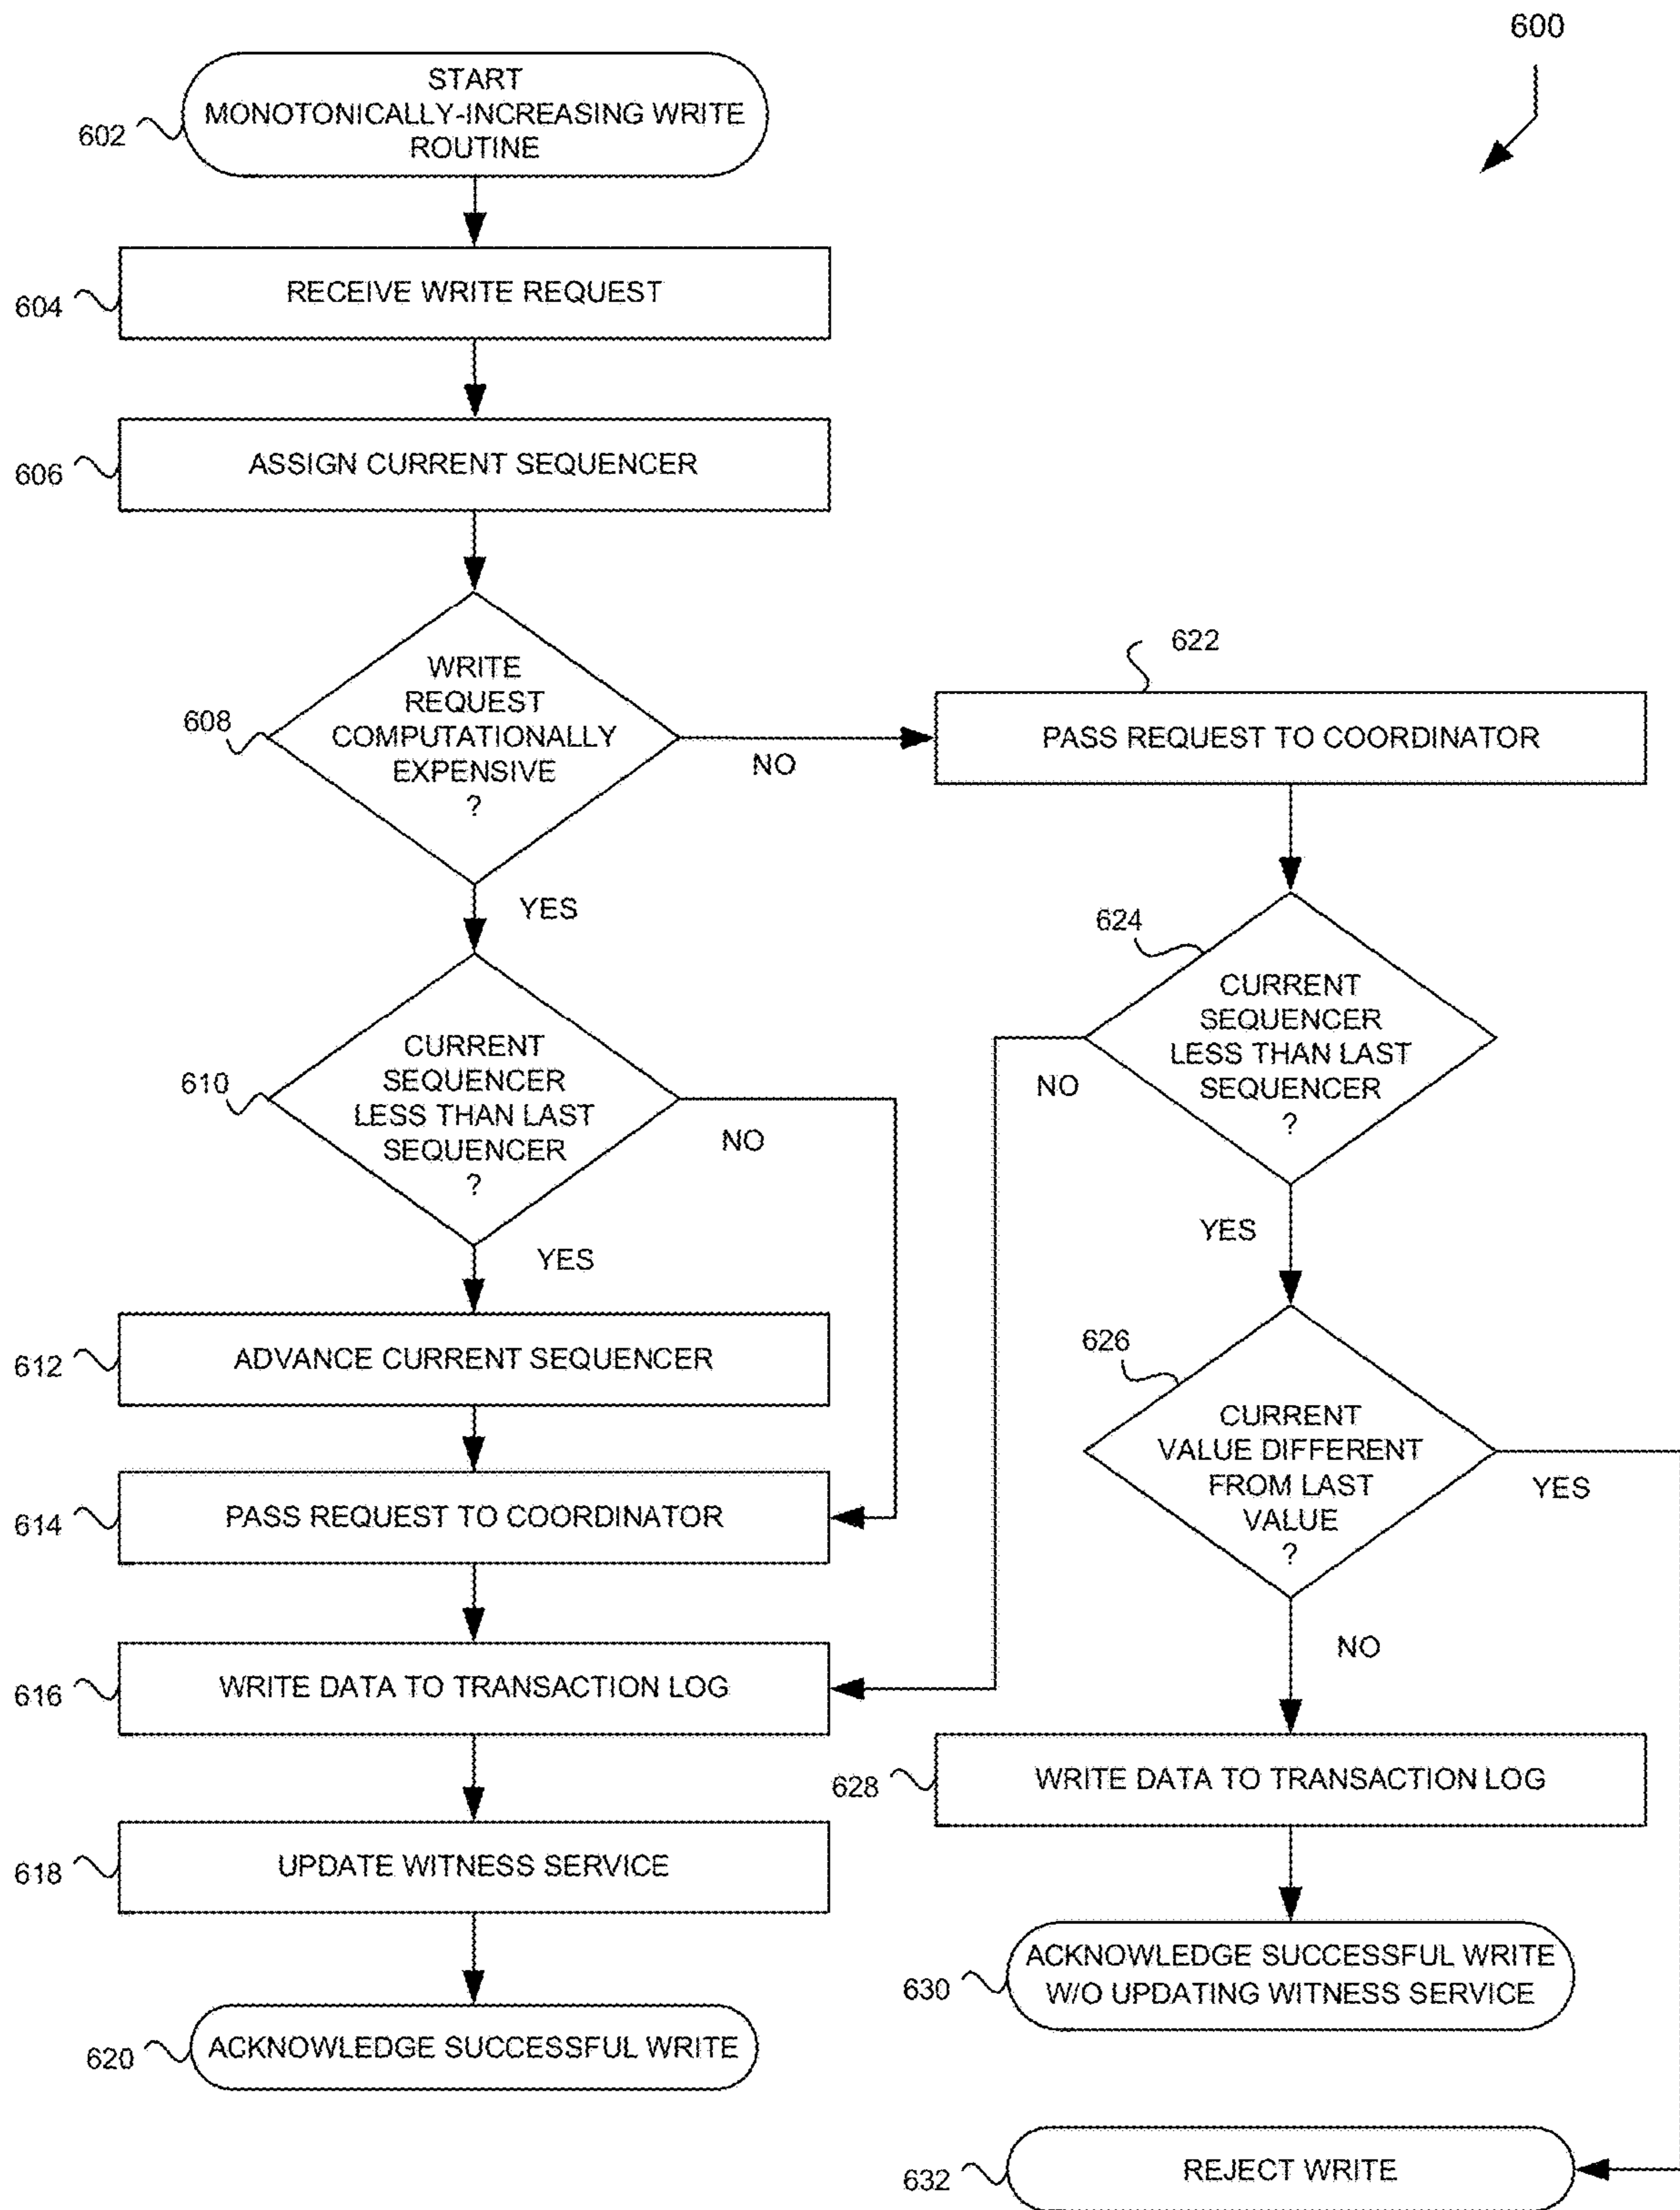 600
START
MONOTONICALLY-INCREASING WRITE
ROUTINE
602
RECEIVE WRITE REQUEST
604
ASSIGN CURRENT SEQUENCER
606
WRITE
REQUEST
COMPUTATIONALLY
EXPENSIVE
?
608
NO
YES
622
PASS REQUEST TO COORDINATOR
624
CURRENT
SEQUENCER
LESS THAN LAST
SEQUENCER
?
NO
YES
610
CURRENT
SEQUENCER
LESS THAN LAST
SEQUENCER
?
NO
YES
612
ADVANCE CURRENT SEQUENCER
626
CURRENT
VALUE DIFFERENT
FROM LAST
VALUE
?
YES
NO
614
PASS REQUEST TO COORDINATOR
616
WRITE DATA TO TRANSACTION LOG
628
WRITE DATA TO TRANSACTION LOG
618
UPDATE WITNESS SERVICE
630
ACKNOWLEDGE SUCCESSFUL WRITE
W/O UPDATING WITNESS SERVICE
620
ACKNOWLEDGE SUCCESSFUL WRITE
632
REJECT WRITE